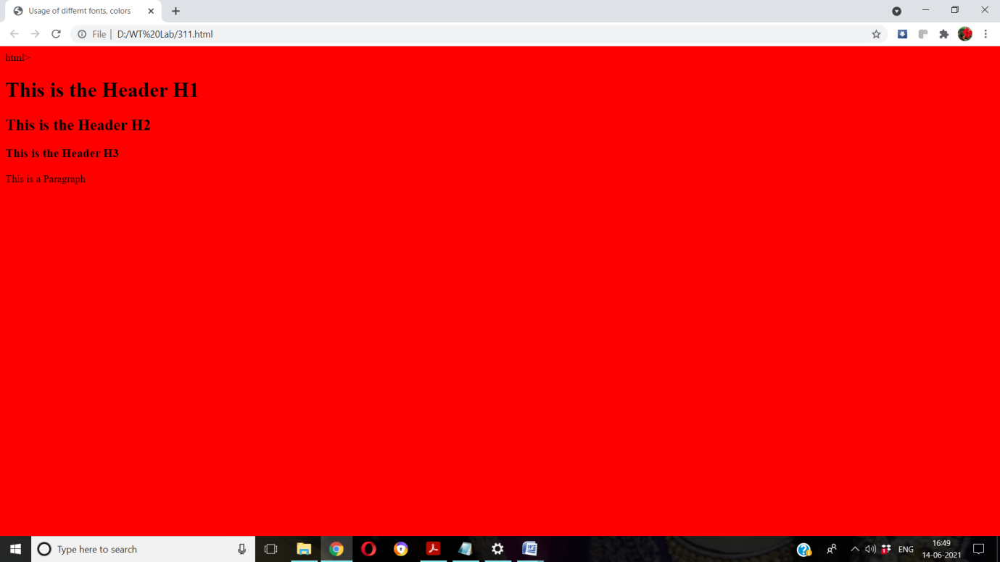 Usage of differnt fonts, colors
File | D:/WT%20Lab/311.html
html>
This is the Header H1
This is the Header H2
This is the Header H3
This is a Paragraph
Type here to search
ENG
16:49
14-06-2021